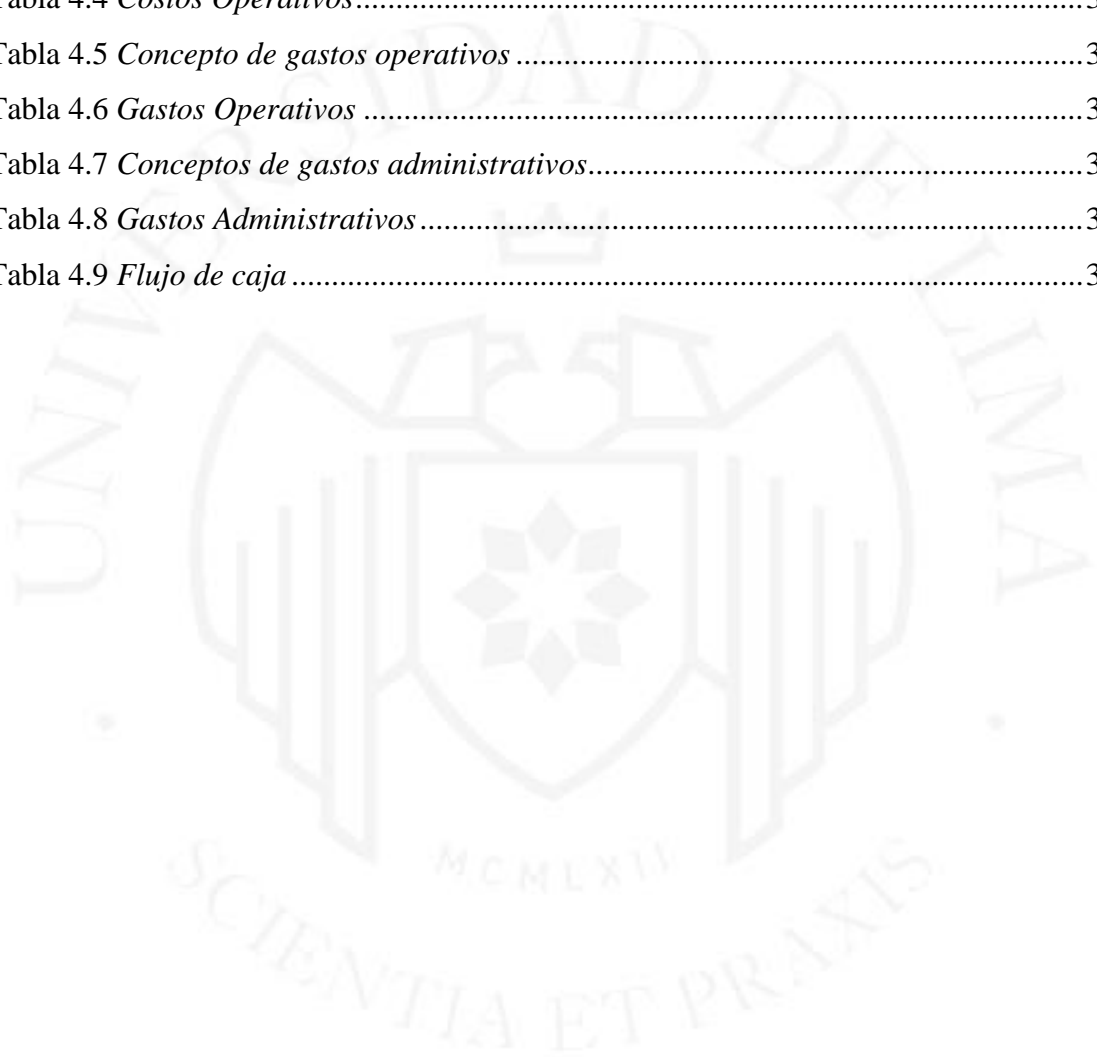 Tabla 4.4 Costos Operativos....................................................................................................3
Tabla 4.5 Concepto de gastos operativos................................................................................3
Tabla 4.6 Gastos Operativos...................................................................................................3
Tabla 4.7 Conceptos de gastos administrativos......................................................................3
Tabla 4.8 Gastos Administrativos...........................................................................................3
Tabla 4.9 Flujo de caja............................................................................................................3
UNIVERSIDAD DE LIMA
MCMLXII
SCIENTIA ET PRAXIS